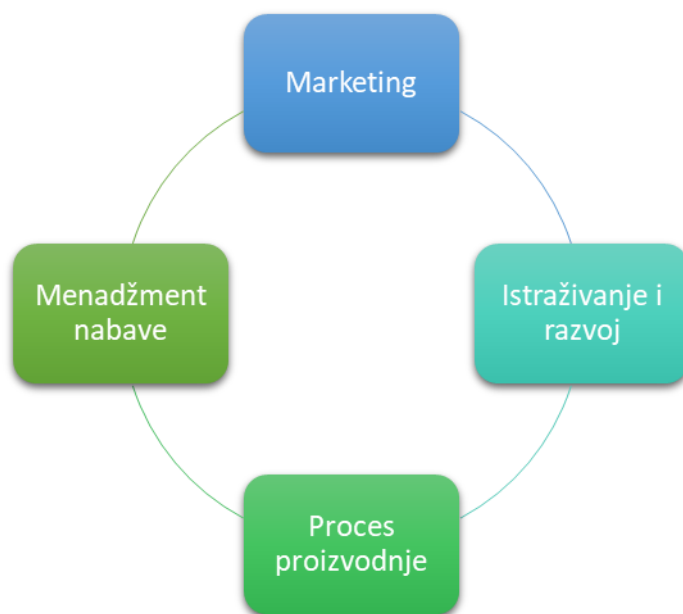 Marketing
Menadžment
nabave
Istraživanje i
razvoj
Proces
proizvodnje